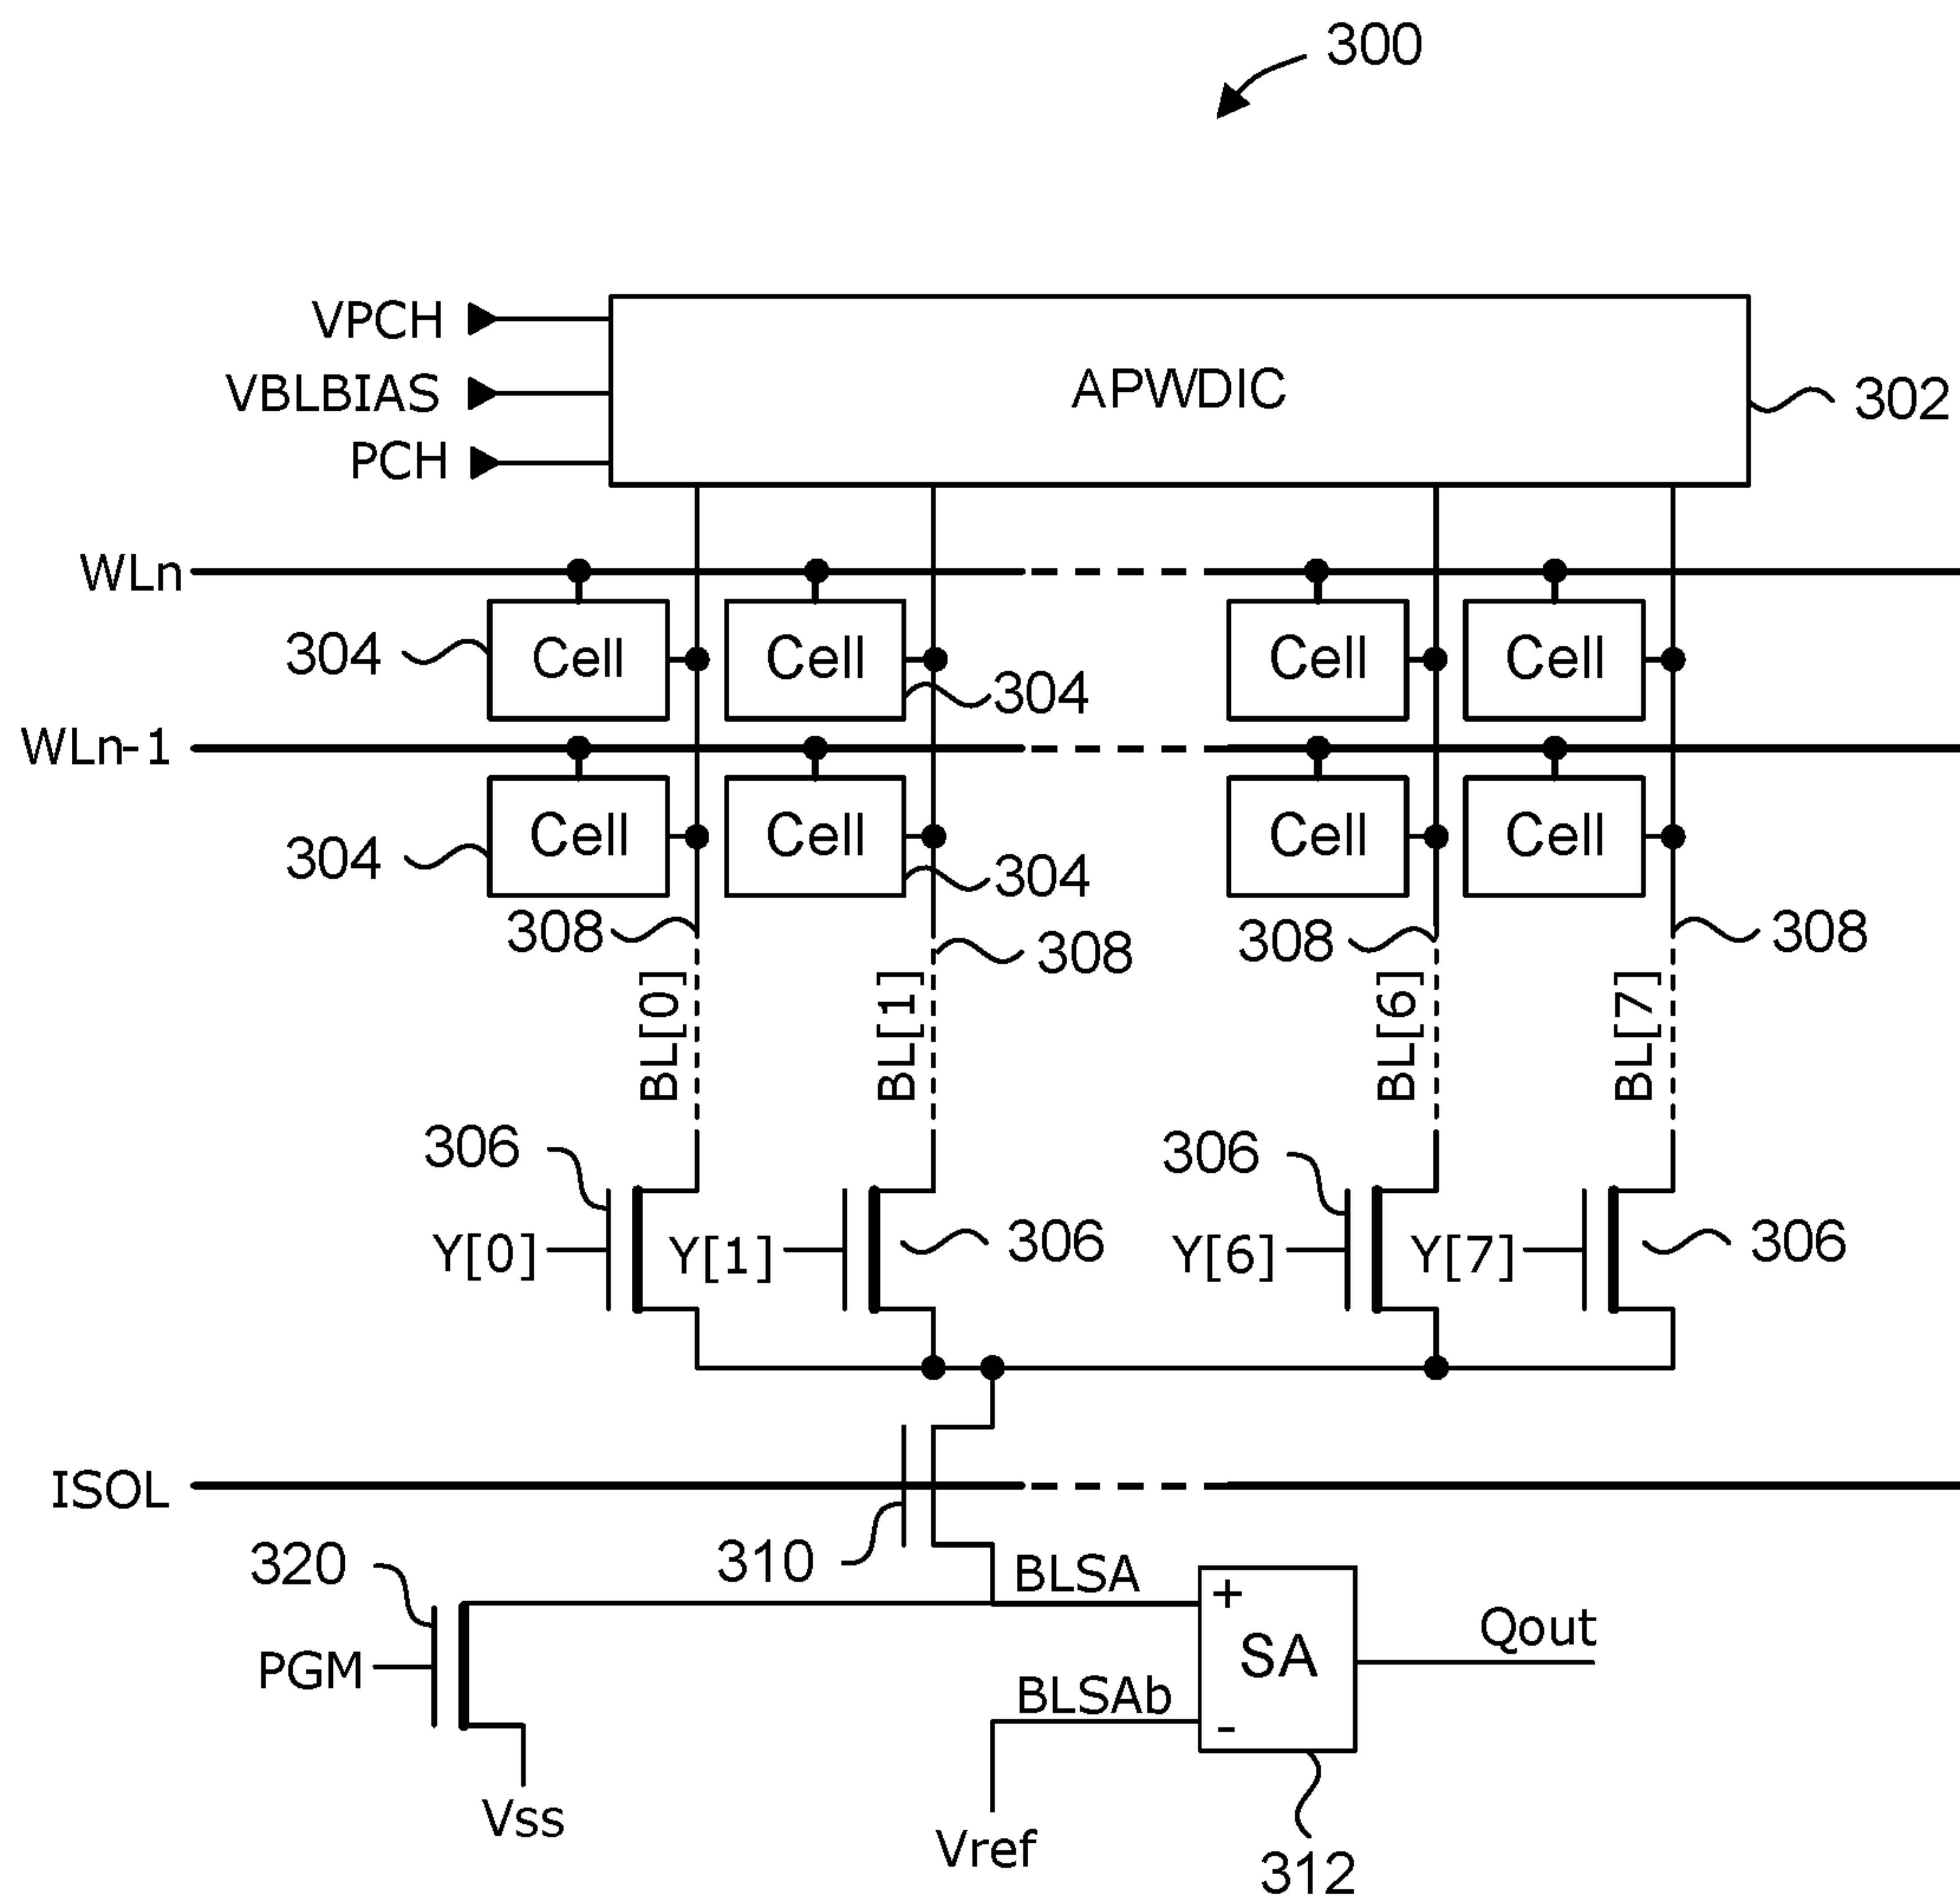 300
VPCH
VBLBIAS
PCH
APWDIC
302
WLn
304 Cell Cell 304 Cell Cell
WLn-1
304 Cell Cell 304 Cell Cell
308 308 308 308
BL[0] BL[1] BL[6] BL[7]
306 306
Y[0] Y[1] 306 Y[6] Y[7] 306
ISOL
310
320
BLSA
PGM
+
SA
-
Qout
BLSAb
Vss
Vref
312